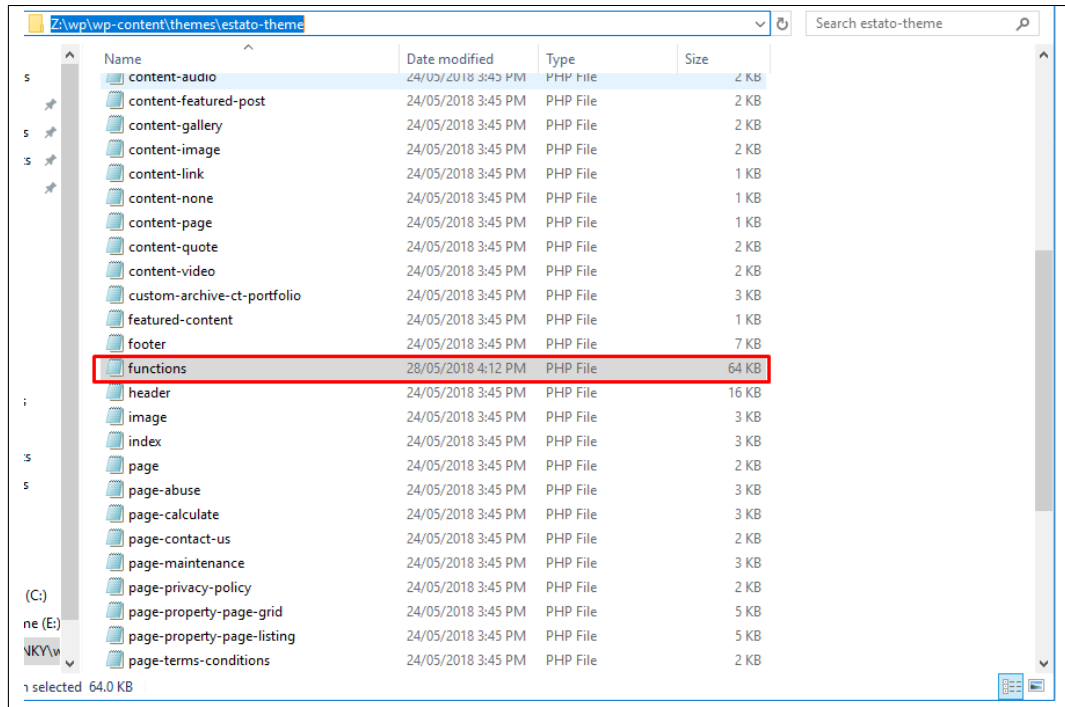 Z:\wp\wp-content\themes\estato-theme Search estato-theme
Name Date modified Type Size
content-audio 24/05/2018 3:45 PM PHP File 2 KB
content-featured-post 24/05/2018 3:45 PM PHP File 2 KB
s content-gallery 24/05/2018 3:45 PM PHP File 2 KB
content-image 24/05/2018 3:45 PM PHP File 2 KB
content-link 24/05/2018 3:45 PM PHP File 1 KB
content-none 24/05/2018 3:45 PM PHP File 1 KB
content-page 24/05/2018 3:45 PM PHP File 1 KB
content-quote 24/05/2018 3:45 PM PHP File 2 KB
content-video 24/05/2018 3:45 PM PHP File 2 KB
custom-archive-ct-portfolio 24/05/2018 3:45 PM PHP File 3 KB
featured-content 24/05/2018 3:45 PM PHP File 1 KB
footer 24/05/2018 3:45 PM PHP File 7 KB
functions 28/05/2018 4:12 PM PHP File 64 KB
header 24/05/2018 3:45 PM PHP File 16 KB
image 24/05/2018 3:45 PM PHP File 3 KB
index 24/05/2018 3:45 PM PHP File 3 KB
page 24/05/2018 3:45 PM PHP File 2 KB
page-abuse 24/05/2018 3:45 PM PHP File 3 KB
page-calculate 24/05/2018 3:45 PM PHP File 3 KB
page-contact-us 24/05/2018 3:45 PM PHP File 2 KB
page-maintenance 24/05/2018 3:45 PM PHP File 3 KB
(C:) page-privacy-policy 24/05/2018 3:45 PM PHP File 2 KB
page-property-page-grid 24/05/2018 3:45 PM PHP File 5 KB
ne (E:) page-property-page-listing 24/05/2018 3:45 PM PHP File 5 KB
page-terms-conditions 24/05/2018 3:45 PM PHP File 2 KB
selected 64.0 KB